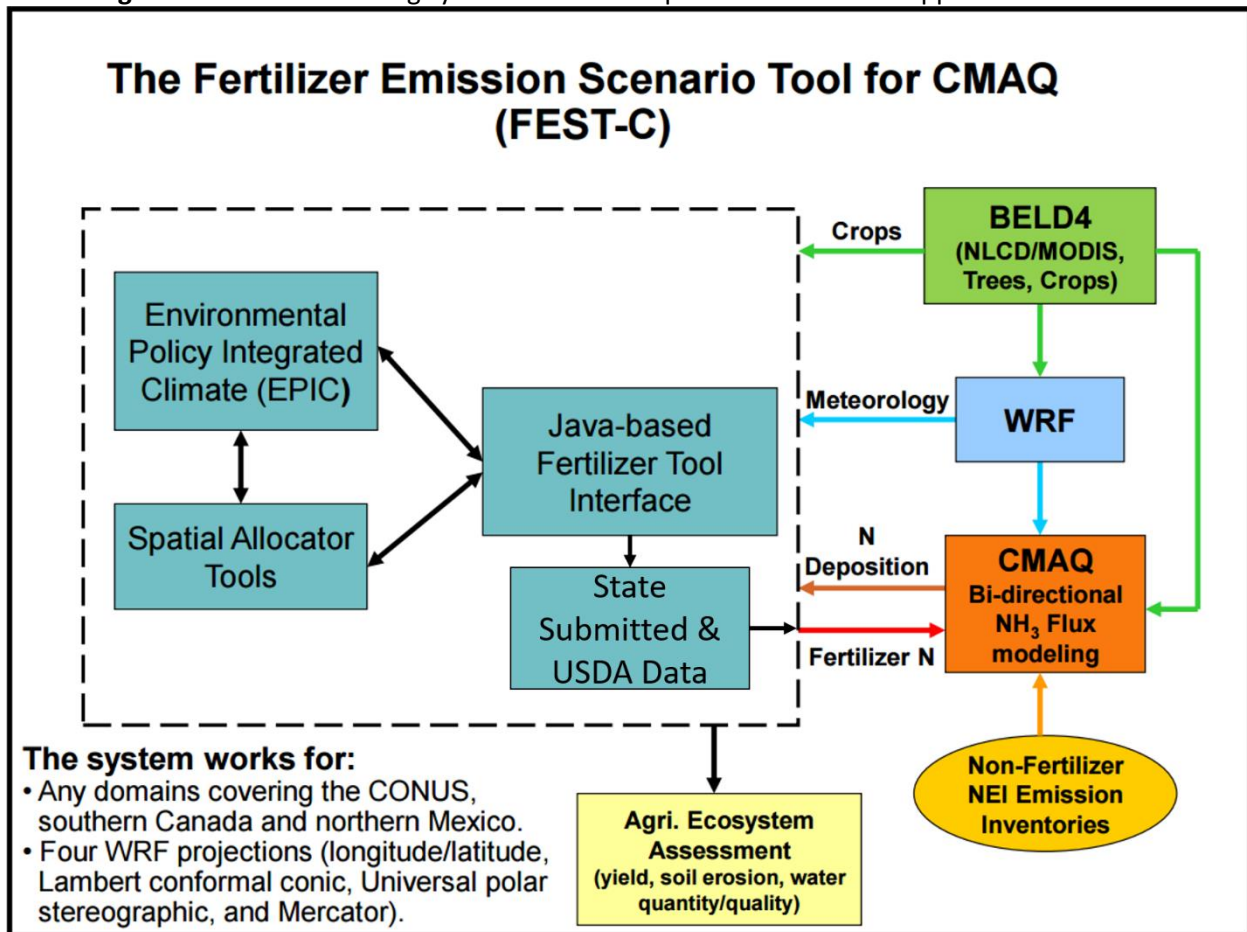 The Fertilizer Emission Scenario Tool for CMAQ
(FEST-C)
BELD4
(NLCD/MODIS,
Trees, Crops)
Crops
Environmental
Policy Integrated
Climate (EPIC)
Java-based
Fertilizer Tool
Interface
Meteorology
WRF
Spatial Allocator
Tools
N
Deposition
CMAQ
Bi-directional
NH₃ Flux
modeling
State
Submitted &
USDA Data
Fertilizer N
The system works for:
• Any domains covering the CONUS,
southern Canada and northern Mexico.
• Four WRF projections (longitude/latitude,
Lambert conformal conic, Universal polar
stereographic, and Mercator).
Agri. Ecosystem
Assessment
(yield, soil erosion, water
quantity/quality)
Non-Fertilizer
NEI Emission
Inventories